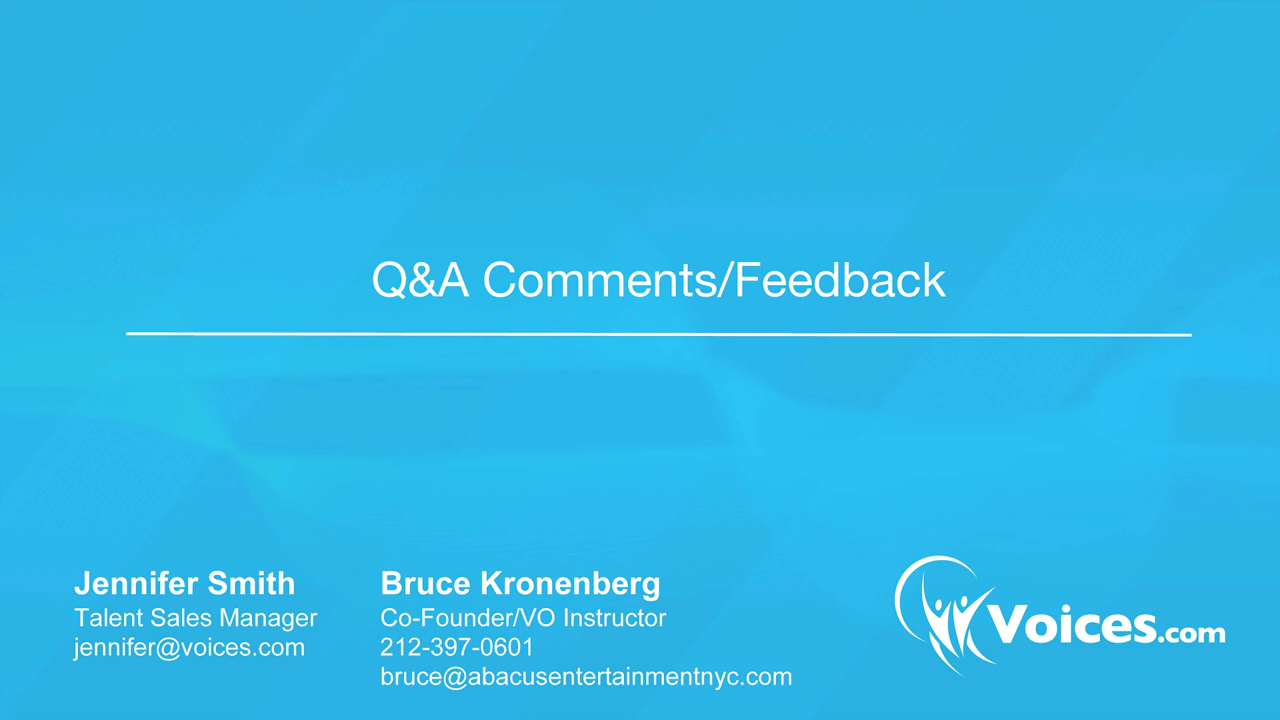 Q&A Comments/Feedback
Jennifer Smith
Talent Sales Manager
jennifer@voices.com
Bruce Kronenberg
Co-Founder/VO Instructor
212-397-0601
bruce@abacusentertainmentnyc.com
Voices.com